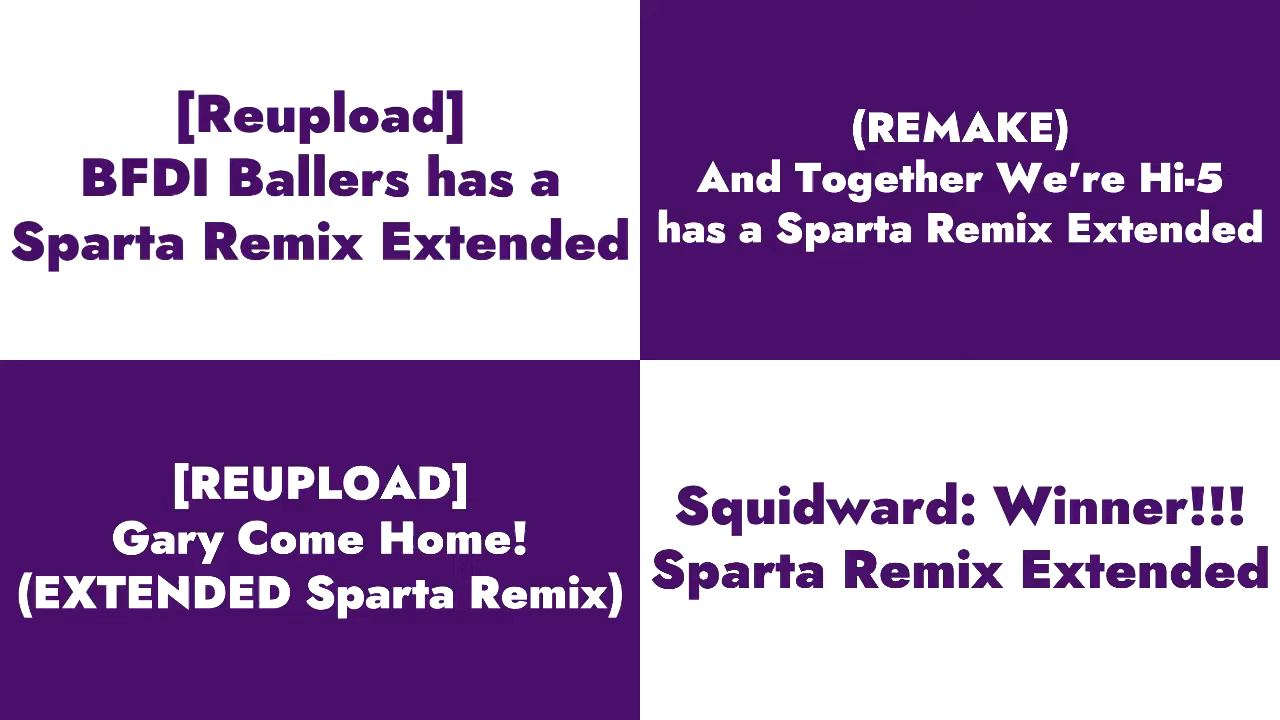 [Reupload]
BFDI Ballers has a
Sparta Remix Extended
(REMAKE)
And Together We're Hi-5
has a Sparta Remix Extended
[REUPLOAD]
Gary Come Home!
(EXTENDED Sparta Remix)
Squidward: Winner!!!
Sparta Remix Extended